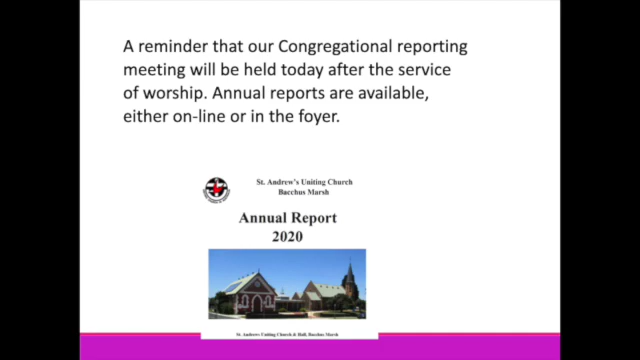 A reminder that our Congregational reporting
meeting will be held today after the service
of worship. Annual reports are available,
either on-line or in the foyer.
St. Andrew's Uniting Church
Bacchus Marsh
Annual Report
2020
St. Andrews Uniting Church & Hall, Bacchus Marsh